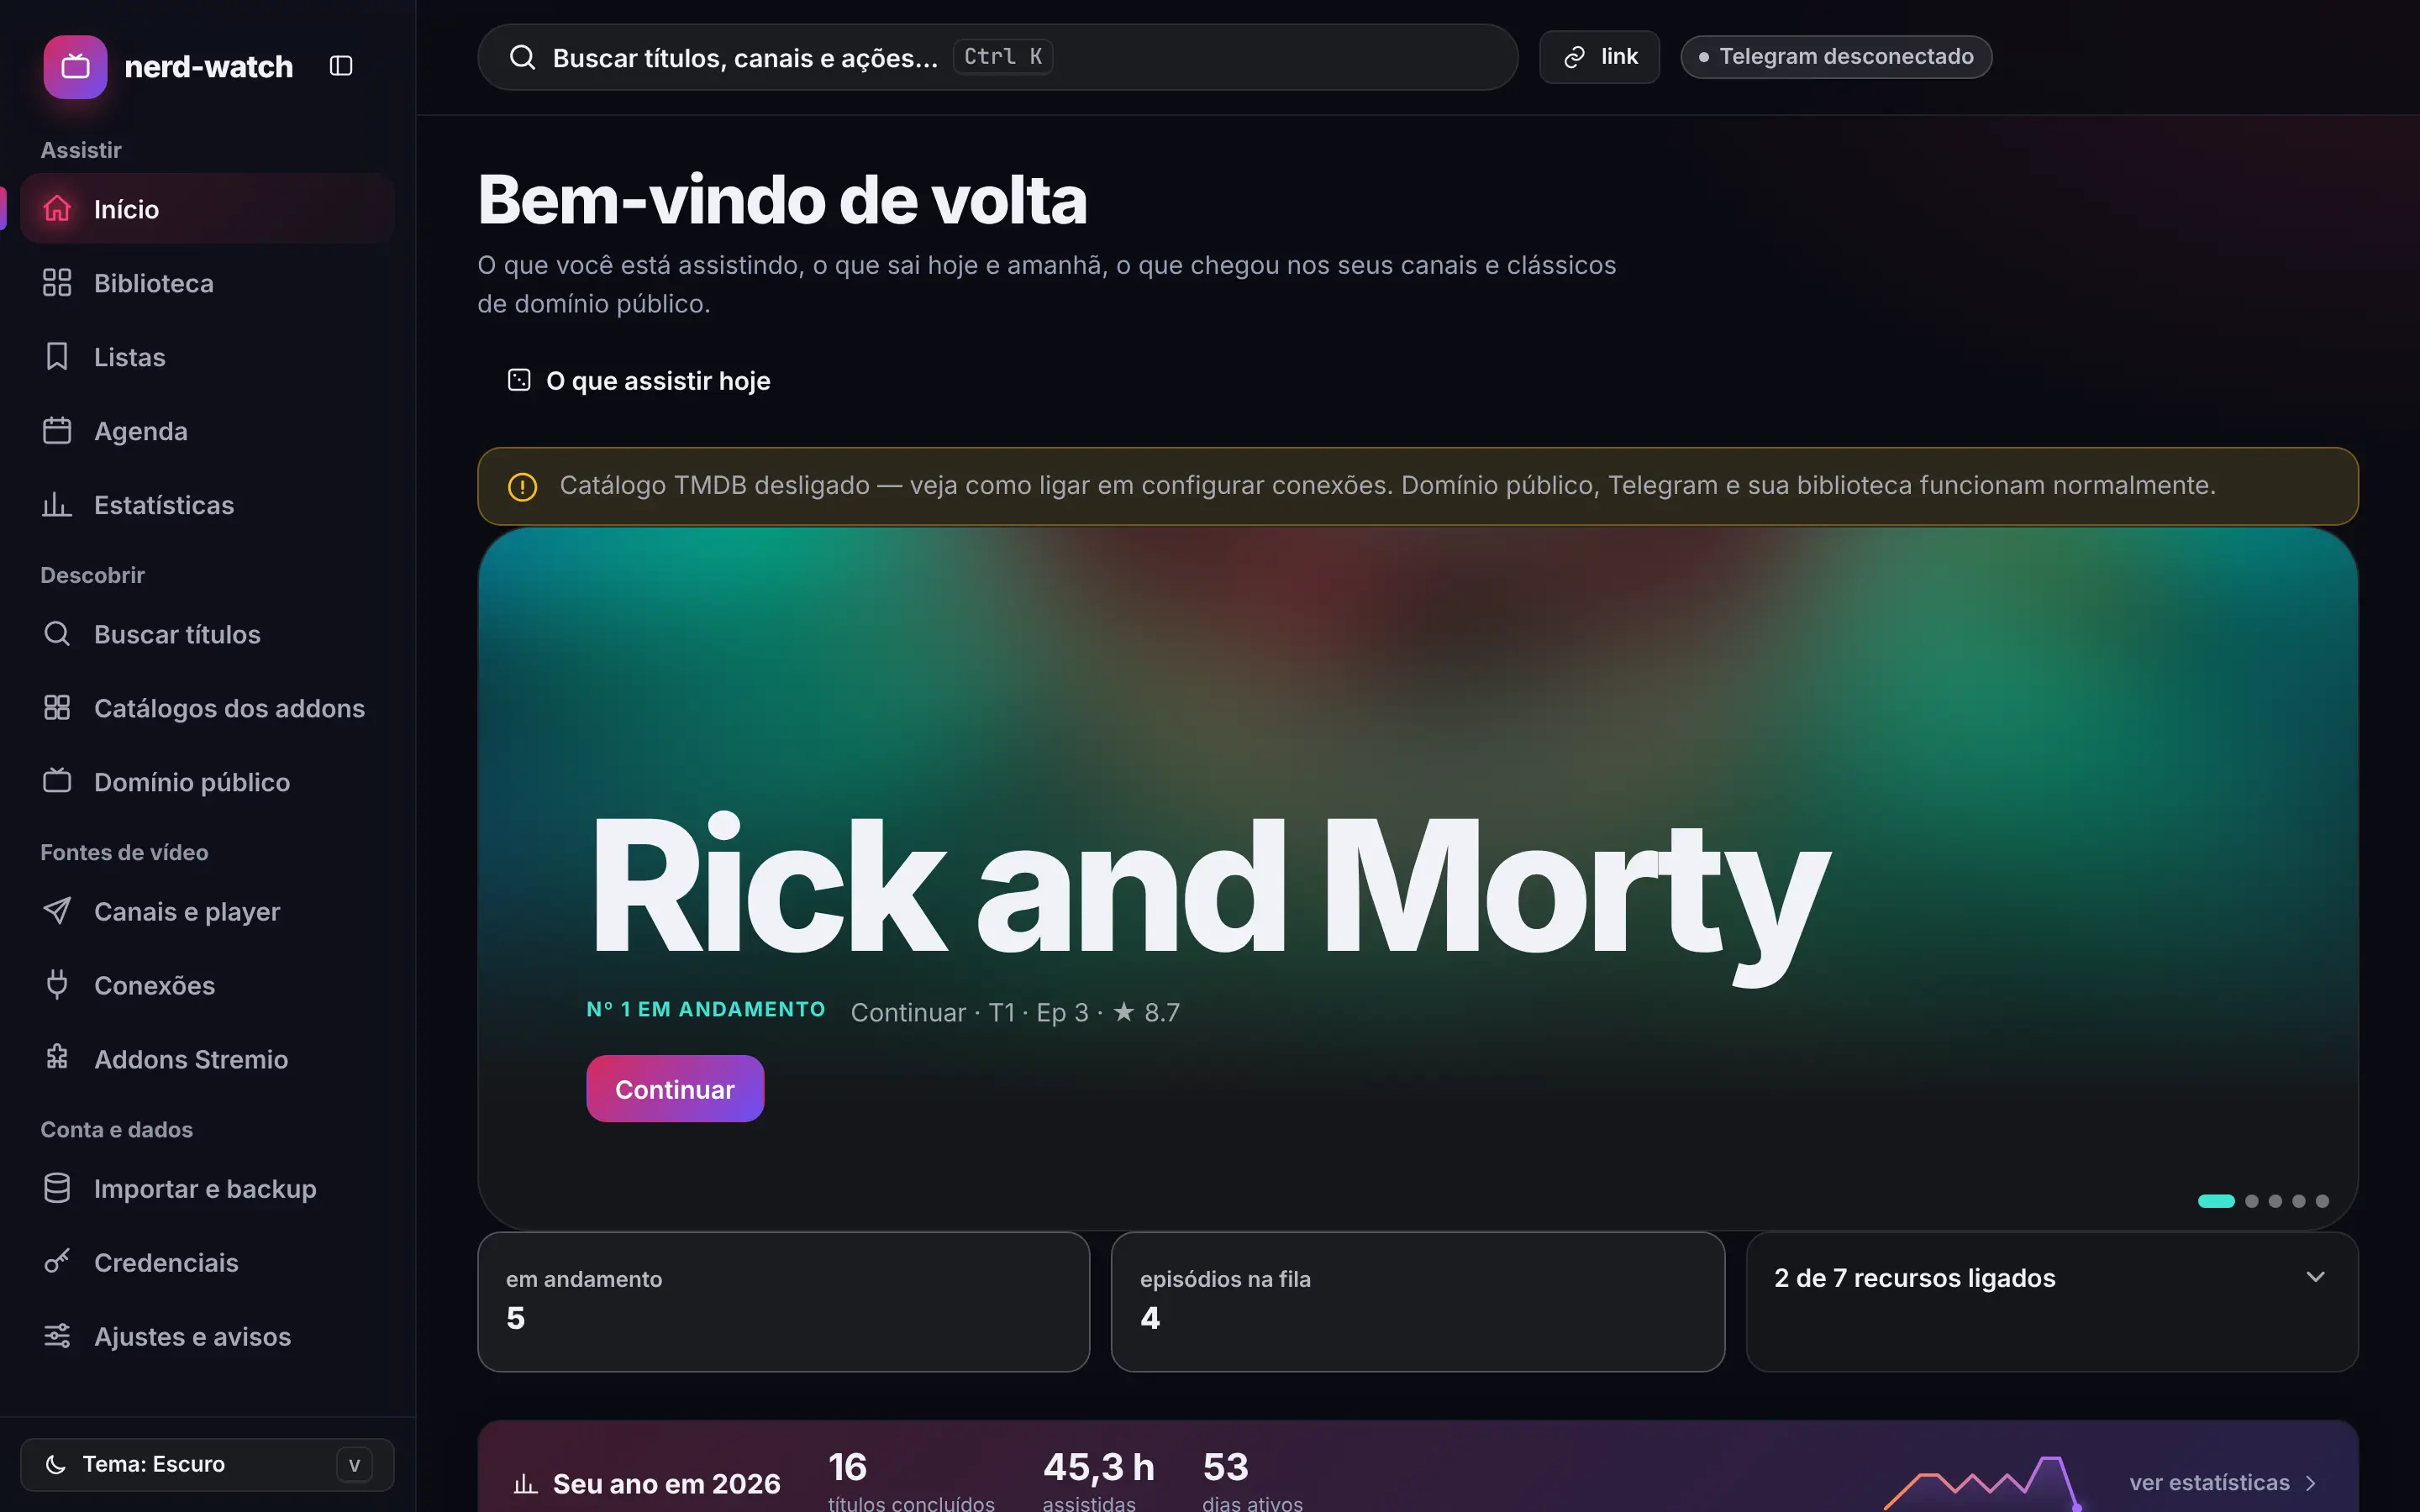 nerd-watch
Buscar títulos, canais e ações...
Ctrl K
link
Telegram desconectado
Assistir
Início
Biblioteca
Listas
Agenda
Estatísticas
Descobrir
Buscar títulos
Catálogos dos addons
Domínio público
Fontes de vídeo
Canais e player
Conexões
Addons Stremio
Conta e dados
Importar e backup
Credenciais
Ajustes e avisos
Tema: Escuro
V
Bem-vindo de volta
O que você está assistindo, o que sai hoje e amanhã, o que chegou nos seus canais e clássicos
de domínio público.
O que assistir hoje
Catálogo TMDB desligado — veja como ligar em configurar conexões. Domínio público, Telegram e sua biblioteca funcionam normalmente.
Rick and Morty
Nº 1 EM ANDAMENTO Continuar · T1 · Ep 3 · ★ 8.7
Continuar
em andamento
5
episódios na fila
4
2 de 7 recursos ligados
Seu ano em 2026
16
títulos concluídos
45,3 h
assistidas
53
dias ativos
ver estatísticas